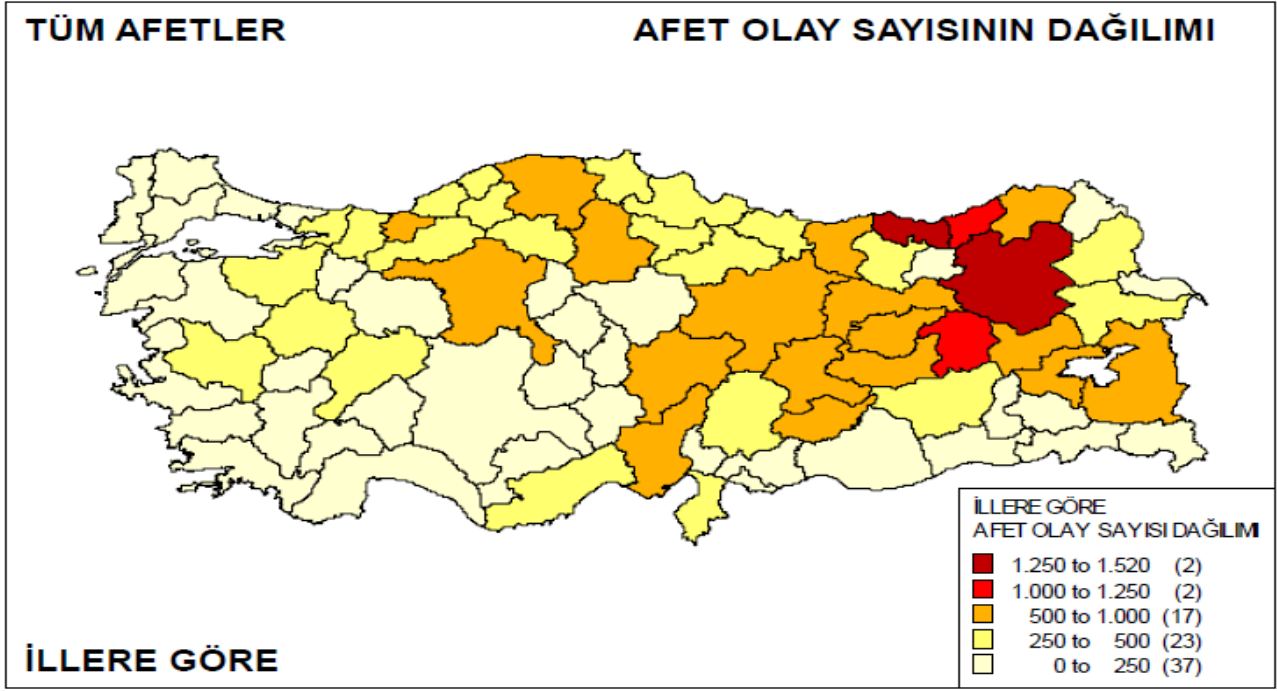 TÜM AFETLER
AFET OLAY SAYISININ DAĞILIMI
İLLERE GÖRE
AFET OLAY SAYISI DAĞILIMI
1.250 to 1.520 (2)
1.000 to 1.250 (2)
500 to 1.000 (17)
250 to 500 (23)
0 to 250 (37)
İLLERE GÖRE